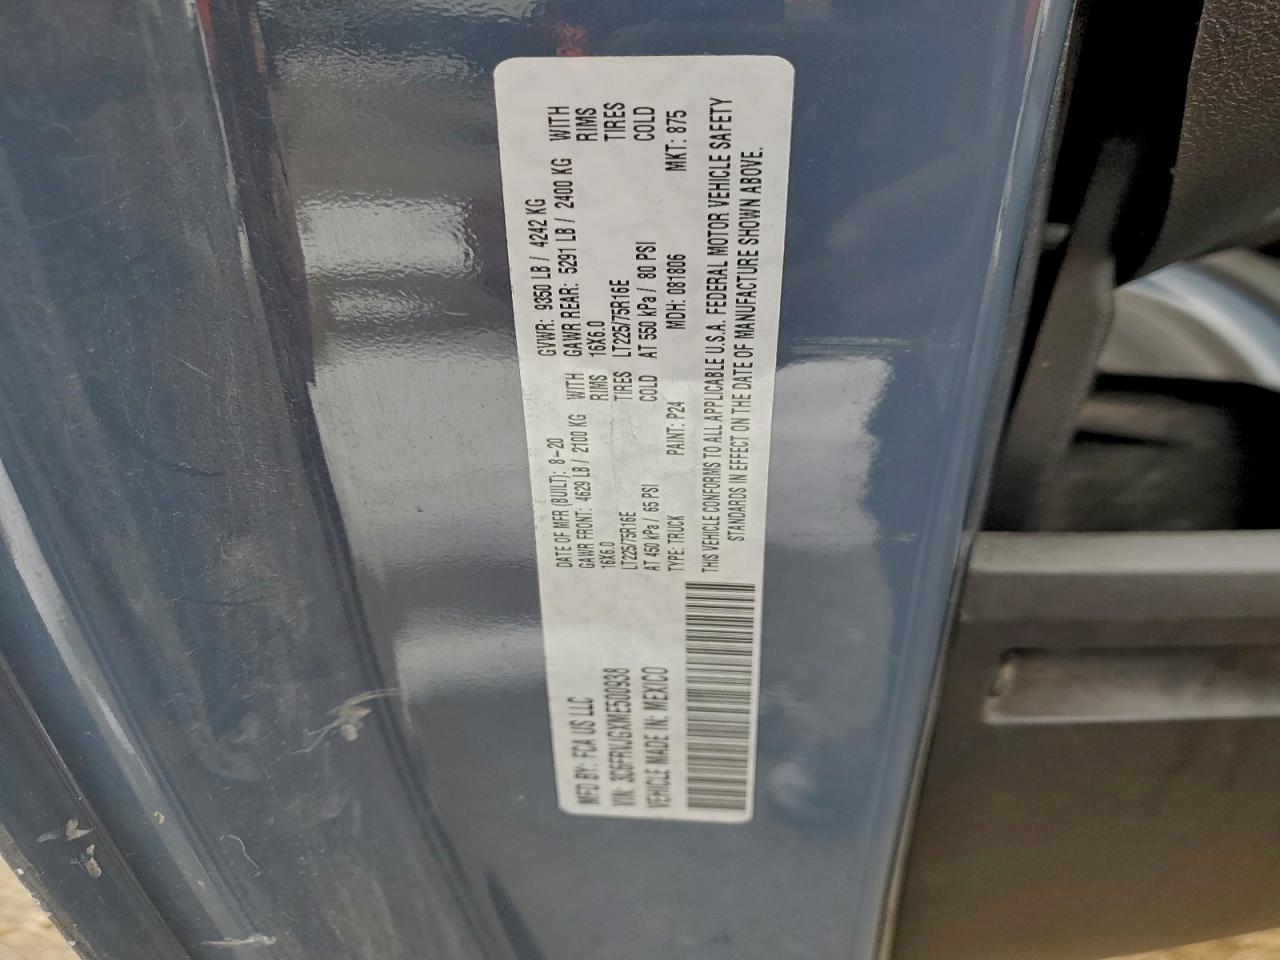 MFD BY: FCA US LLC
DATE OF MFR (BUILT): 8-20
GVWR: 9350 LB / 4242 KG
VIN: 3C6FRVJGXME500938
GAWR FRONT: 4629 LB / 2100 KG WITH
GAWR REAR: 5291 LB / 2400 KG WITH
16X6.0 RIMS
16X6.0 RIMS
LT225/75R16E TIRES
LT225/75R16E TIRES
VEHICLE MADE IN: MEXICO
AT 450 kPa / 65 PSI COLD
AT 550 kPa / 80 PSI COLD
TYPE: TRUCK PAINT: P24 MDH: 081806 MKT: 875
THIS VEHICLE CONFORMS TO ALL APPLICABLE U.S.A. FEDERAL MOTOR VEHICLE SAFETY
STANDARDS IN EFFECT ON THE DATE OF MANUFACTURE SHOWN ABOVE.